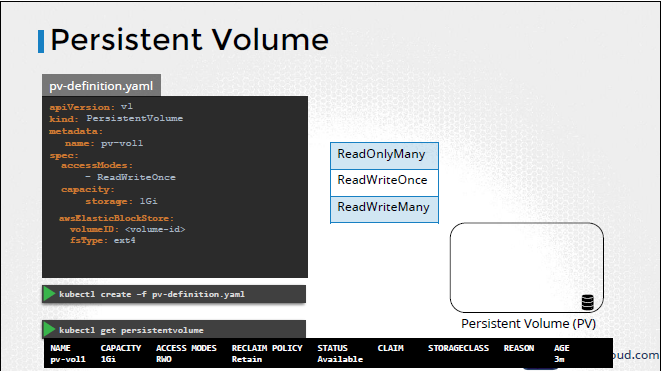 Persistent Volume
pv-definition.yaml
apiVersion: v1
kind: PersistentVolume
metadata:
name: pv-vol1
spec:
accessModes:
- ReadWriteOnce
capacity:
storage: 1Gi
awsElasticBlockStore:
volumeID: <volume-id>
fsType: ext4
ReadOnlyMany
ReadWriteOnce
ReadWriteMany
Persistent Volume (PV)
kubectl create –f pv-definition.yaml
kubectl get persistentvolume
NAME CAPACITY ACCESS MODES RECLAIM POLICY STATUS CLAIM STORAGECLASS REASON AGE
pv-vol1 1Gi RWO Retain Available 3m
oud.com